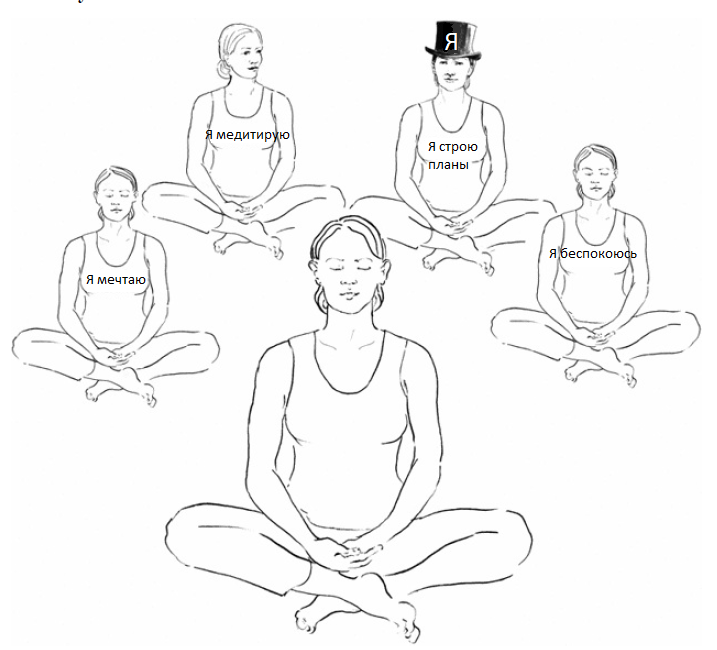 Я
Я медитирую
Я строю
планы
Я беспокоюсь
Я мечтаю